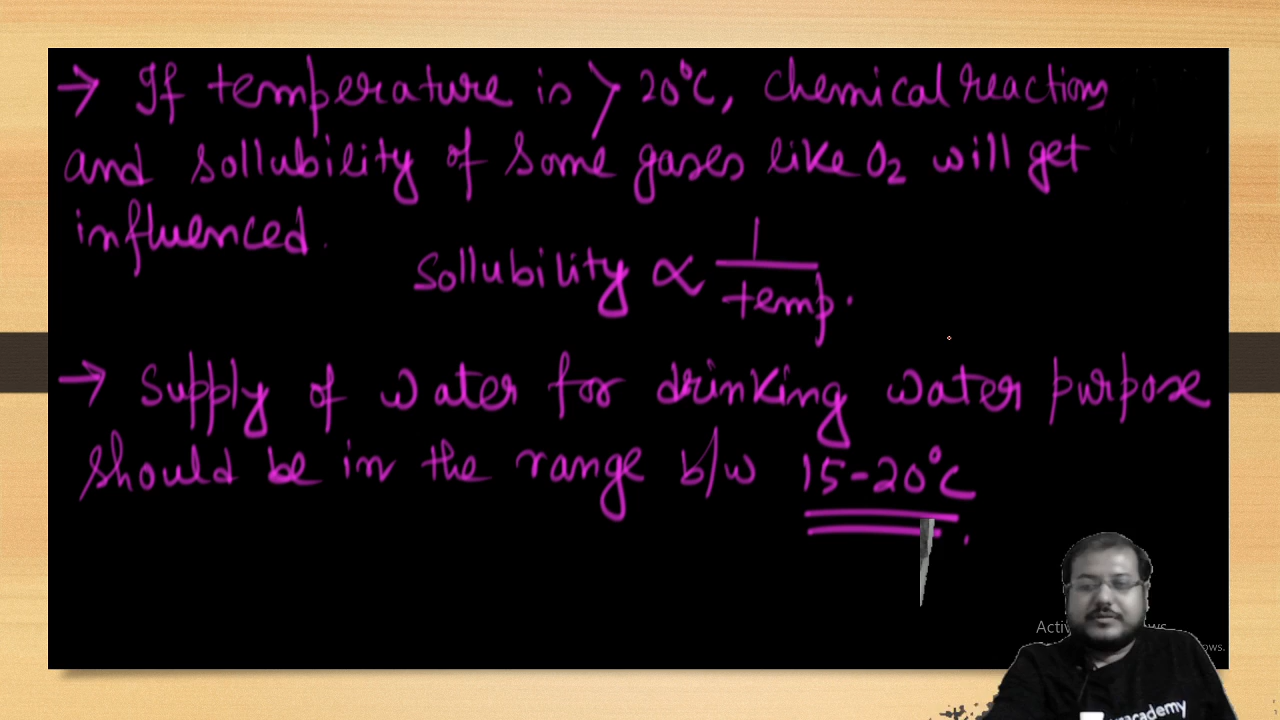 → If temperature is > 20°C, chemical reactions
and sollubility of some gases like O₂ will get
influenced.
Sollubility ∝ 1/temp.
→ Supply of water for drinking water purpose
should be in the range b/w 15-20°C.